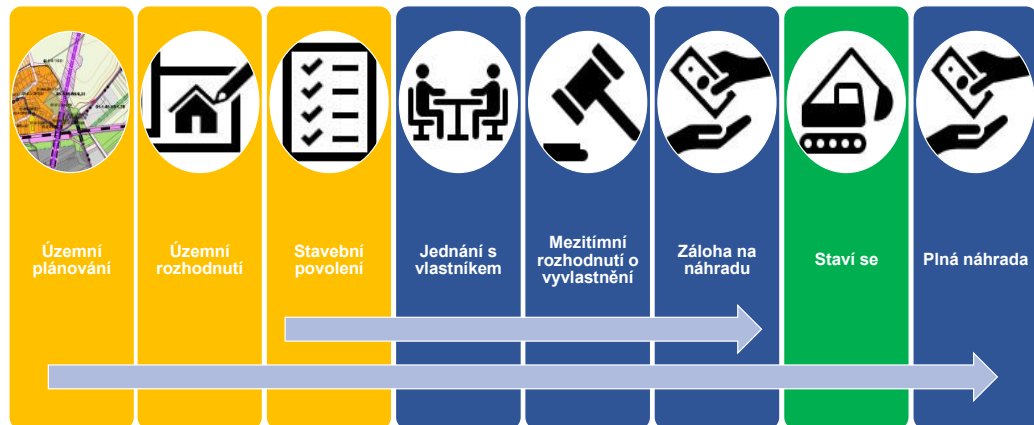 Územní
plánování
Územní
rozhodnutí
Stavební
povolení
Jednání s
vlastníkem
Mezitímní
rozhodnutí o
vyvlastnění
Záloha na
náhradu
Staví se
Plná náhrada